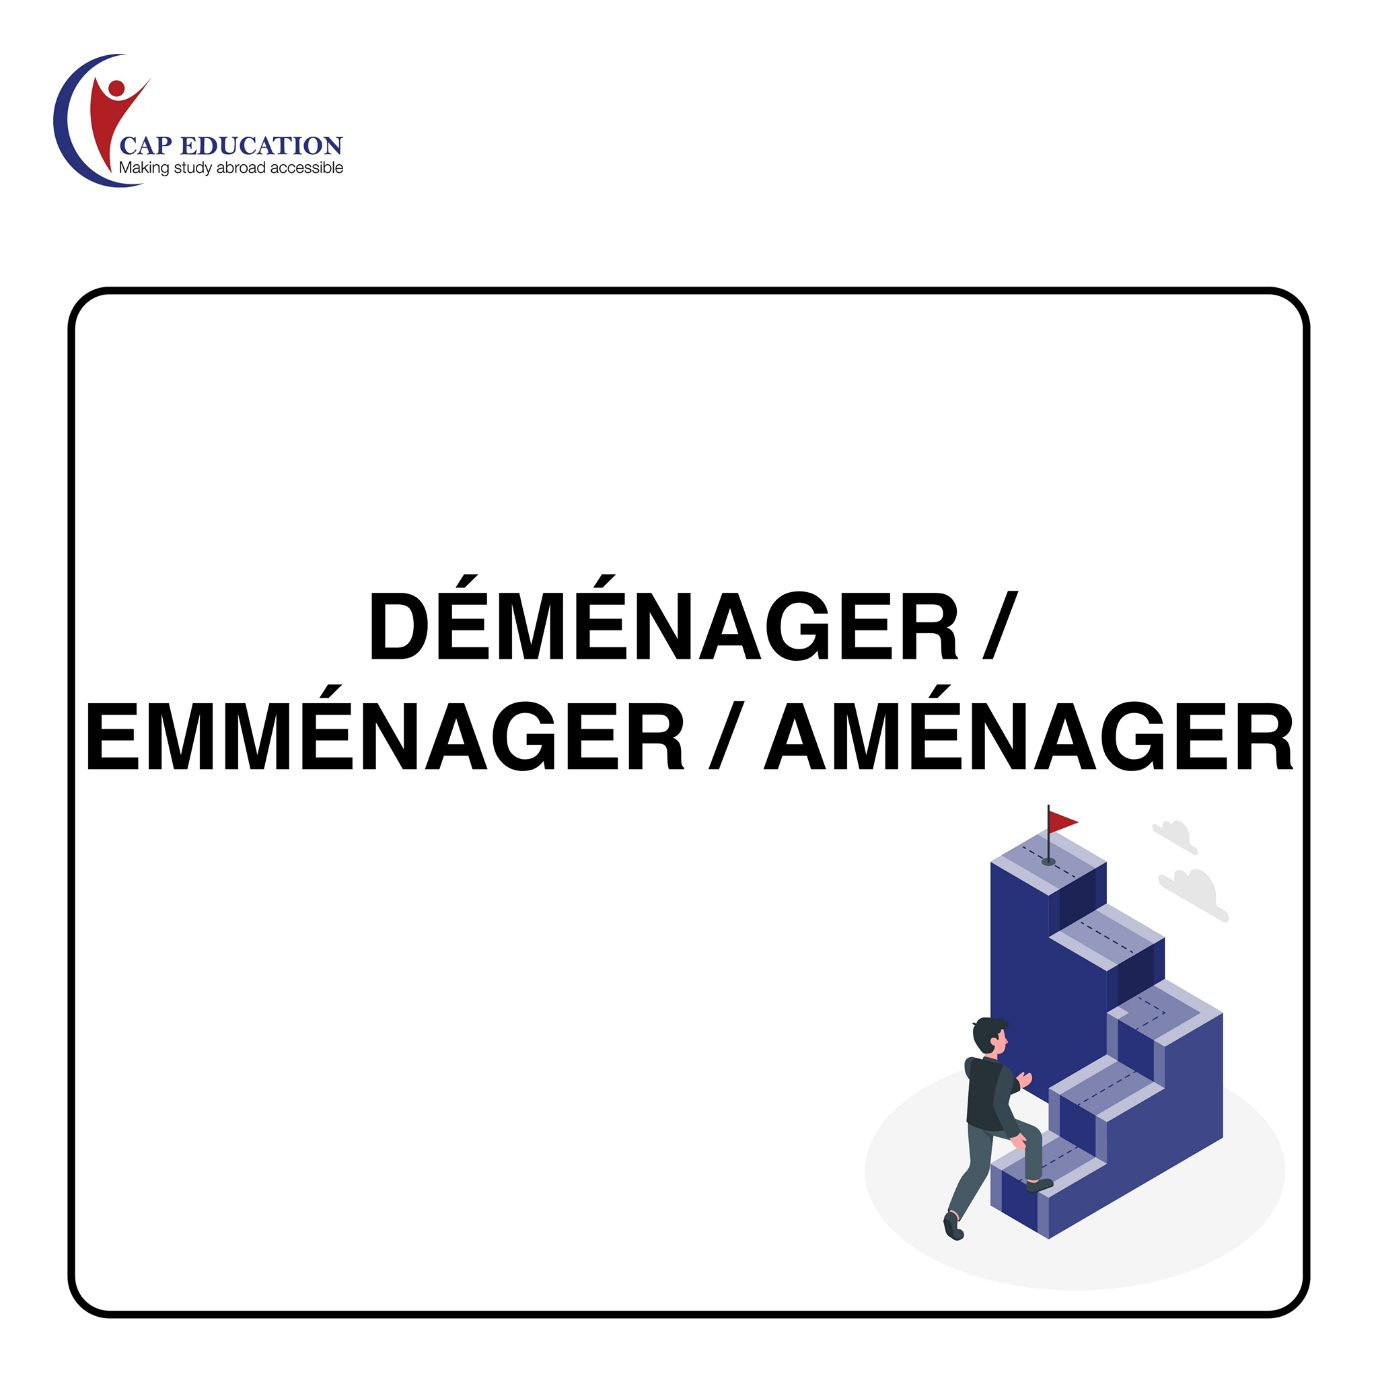 CAP EDUCATION
Making study abroad accessible
DÉMÉNAGER /
EMMÉNAGER / AMÉNAGER